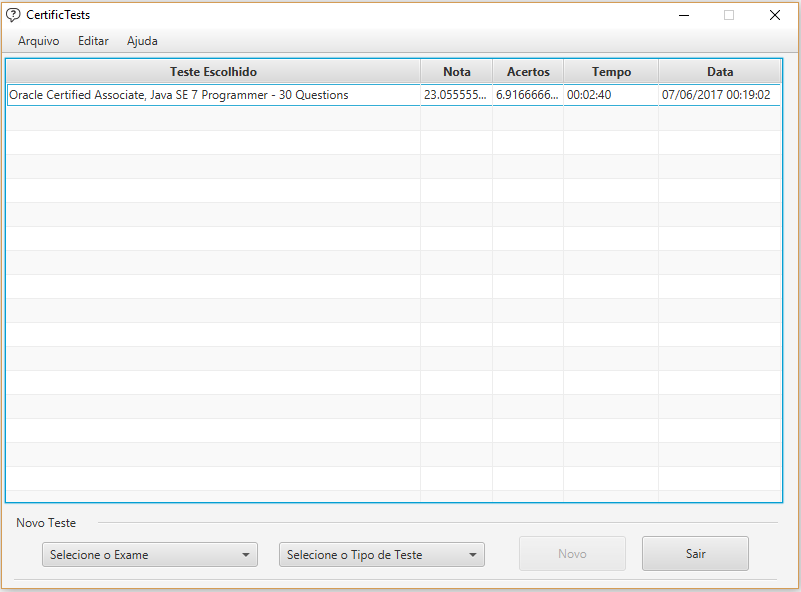 CertificTests
Arquivo Editar Ajuda
Teste Escolhido Nota Acertos Tempo Data
Oracle Certified Associate, Java SE 7 Programmer - 30 Questions 23.055555... 6.9166666... 00:02:40 07/06/2017 00:19:02
Novo Teste
Selecione o Exame Selecione o Tipo de Teste Novo Sair